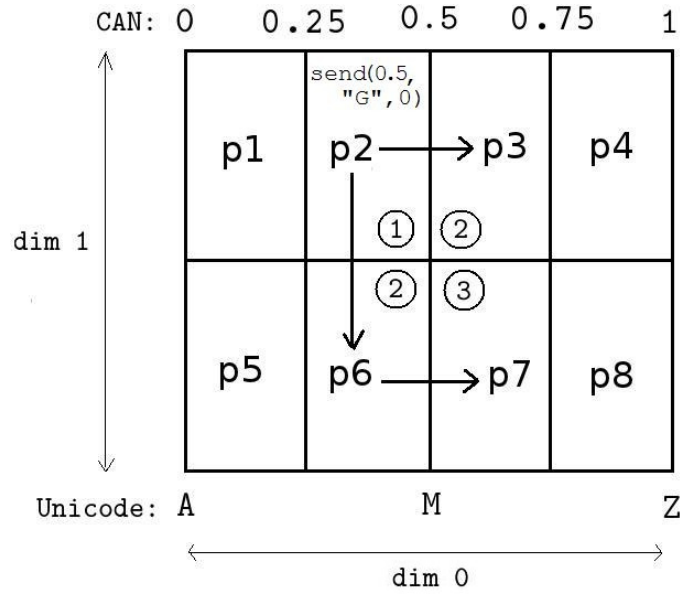 CAN: 0 0.25 0.5 0.75 1
send(0.5,
"G",0)
p1 p2 p3 p4
dim 1
1 2
2 3
p5 p6 p7 p8
Unicode: A M Z
dim 0